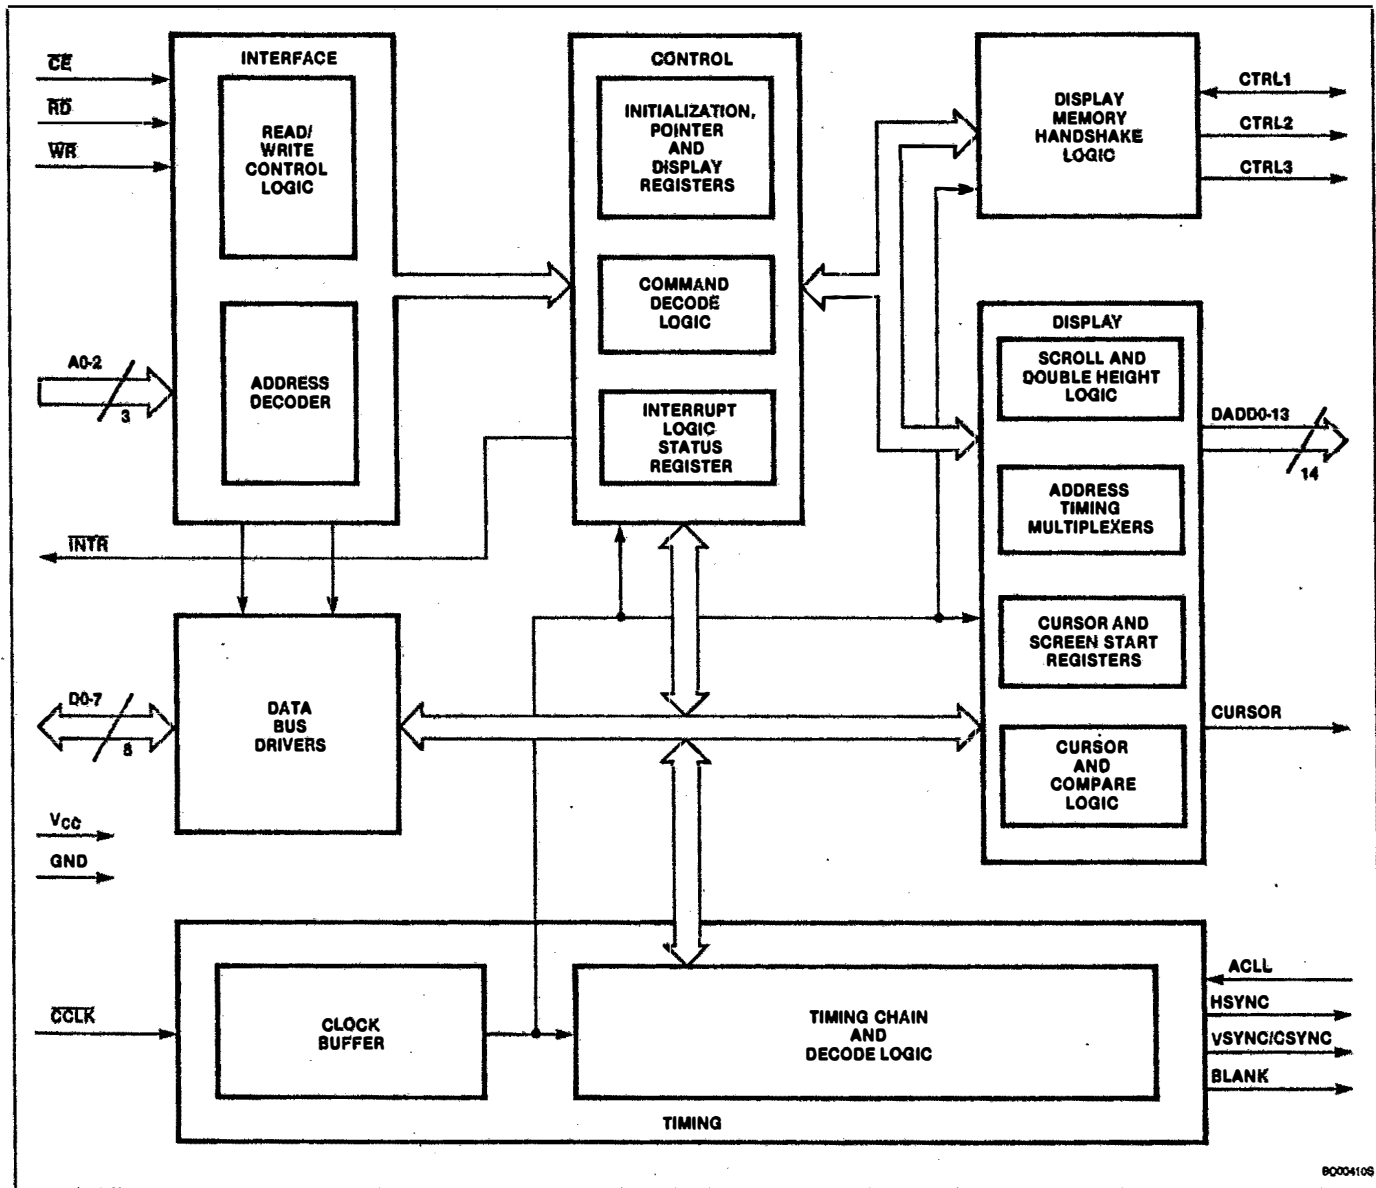 INTERFACE
CE
RD
WR
READ/
WRITE
CONTROL
LOGIC
A0-2
3
ADDRESS
DECODER
INTR
CONTROL
INITIALIZATION,
POINTER
AND
DISPLAY
REGISTERS
COMMAND
DECODE
LOGIC
INTERRUPT
LOGIC
STATUS
REGISTER
DISPLAY
MEMORY
HANDSHAKE
LOGIC
CTRL1
CTRL2
CTRL3
DISPLAY
SCROLL AND
DOUBLE HEIGHT
LOGIC
DADD0-13
14
ADDRESS
TIMING
MULTIPLEXERS
CURSOR AND
SCREEN START
REGISTERS
CURSOR
CURSOR
AND
COMPARE
LOGIC
D0-7
8
DATA
BUS
DRIVERS
VCC
GND
CCLK
CLOCK
BUFFER
TIMING CHAIN
AND
DECODE LOGIC
TIMING
ACLL
HSYNC
VSYNC/CSYNC
BLANK
BD00410S